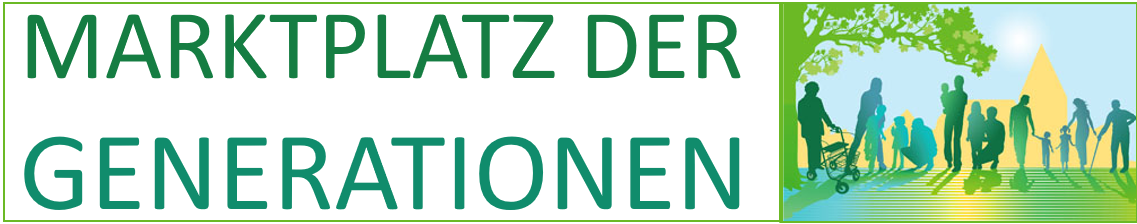 MARKTPLATZ DER
GENERATIONEN